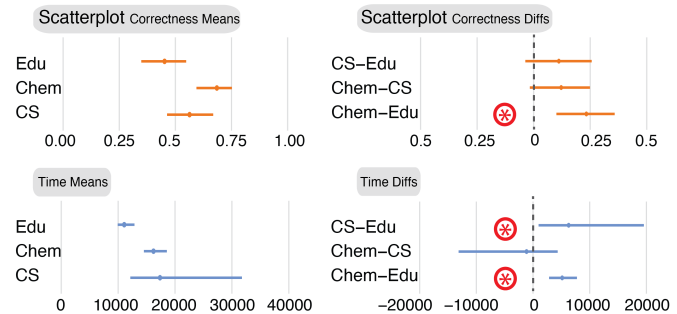 Scatterplot Correctness Means
Edu
Chem
CS
0.00 0.25 0.5 0.75 1.00
Scatterplot Correctness Diffs
CS–Edu
Chem–CS
Chem–Edu *
0.5 0.25 0 0.25 0.5
Time Means
Edu
Chem
CS
0 10000 20000 30000 40000
Time Diffs
CS–Edu *
Chem–CS
Chem–Edu *
−20000 −10000 0 10000 20000